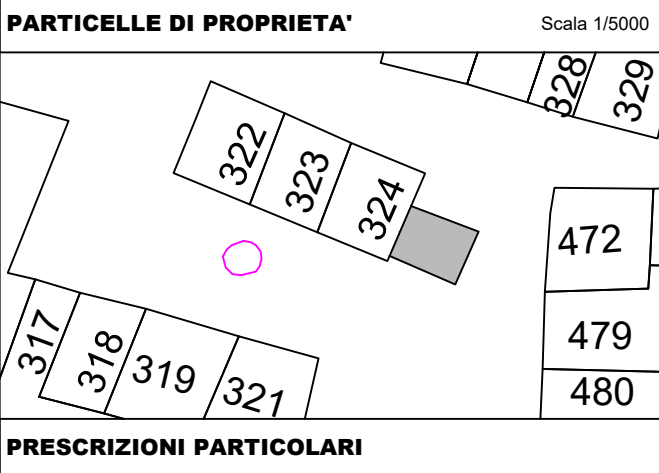 PARTICELLE DI PROPRIETA' Scala 1/5000
328 329
322 323 324
472
317 318 319 321
479
480
PRESCRIZIONI PARTICOLARI